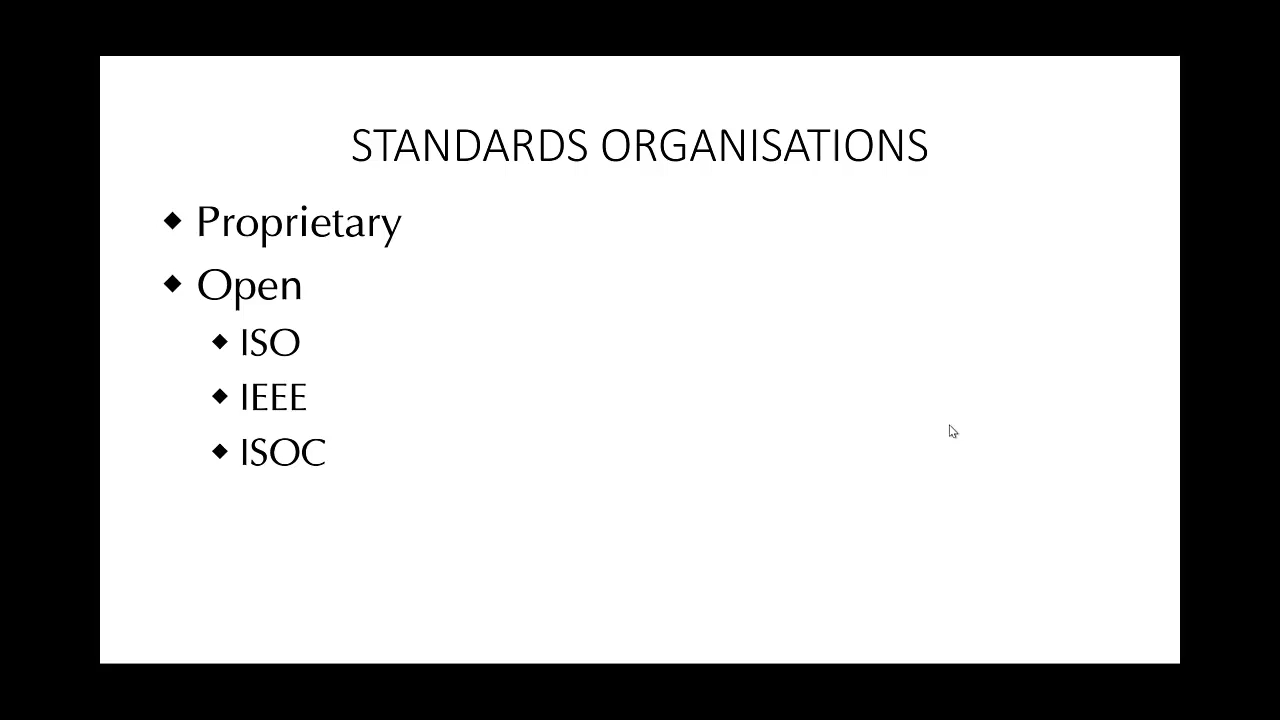 STANDARDS ORGANISATIONS
Proprietary
Open
ISO
IEEE
ISOC